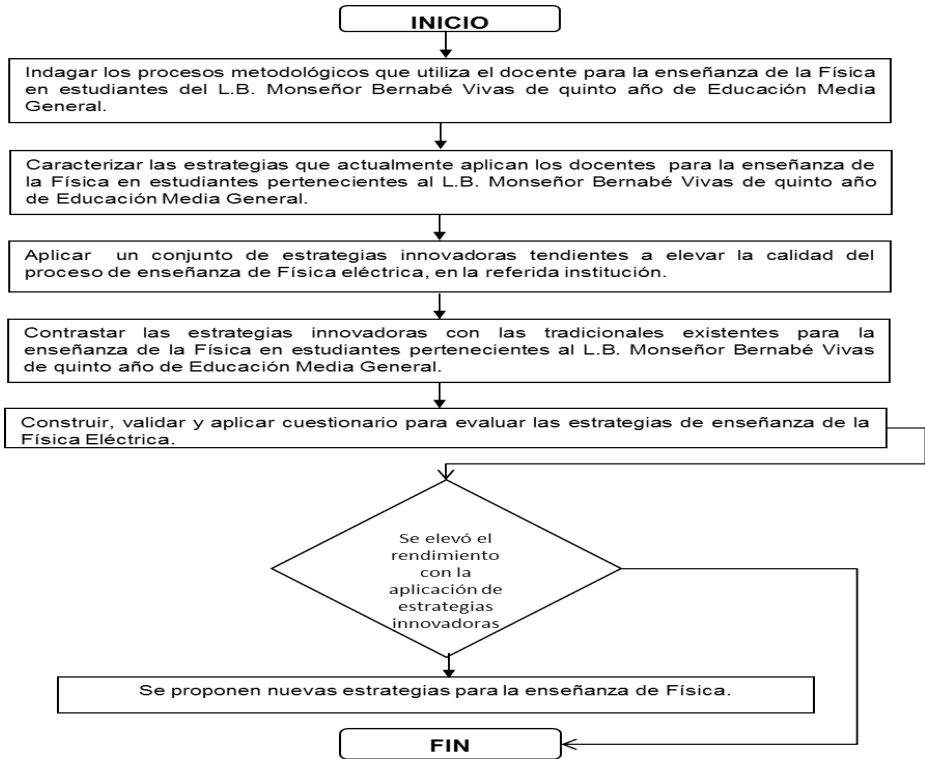 INICIO
Indagar los procesos metodológicos que utiliza el docente para la enseñanza de la Física
en estudiantes del L.B. Monseñor Bernabé Vivas de quinto año de Educación Media
General.
Caracterizar las estrategias que actualmente aplican los docentes para la enseñanza de
la Física en estudiantes pertenecientes al L.B. Monseñor Bernabé Vivas de quinto año
de Educación Media General.
Aplicar un conjunto de estrategias innovadoras tendientes a elevar la calidad del
proceso de enseñanza de Física eléctrica, en la referida institución.
Contrastar las estrategias innovadoras con las tradicionales existentes para la
enseñanza de la Física en estudiantes pertenecientes al L.B. Monseñor Bernabé Vivas
de quinto año de Educación Media General.
Construir, validar y aplicar cuestionario para evaluar las estrategias de enseñanza de la
Física Eléctrica.
Se elevó el
rendimiento
con la
aplicación de
estrategias
innovadoras
Se proponen nuevas estrategias para la enseñanza de Física.
FIN